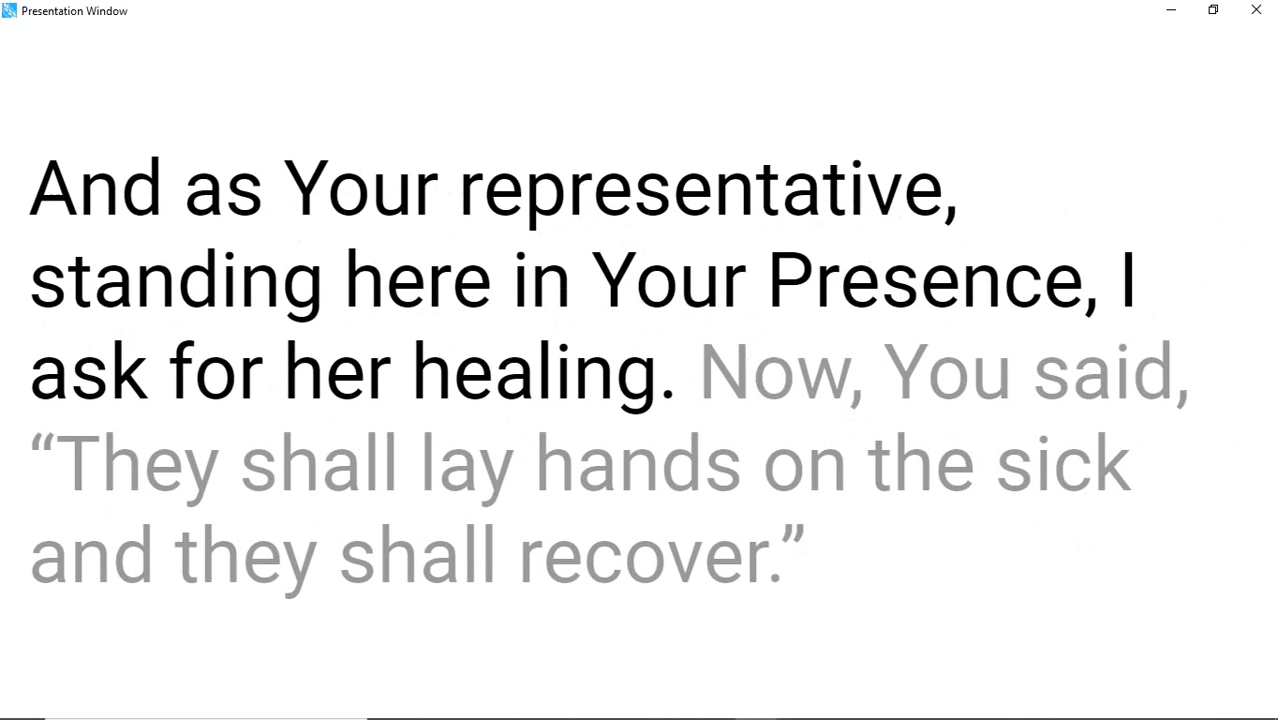 Presentation Window
And as Your representative,
standing here in Your Presence, I
ask for her healing. Now, You said,
“They shall lay hands on the sick
and they shall recover.”